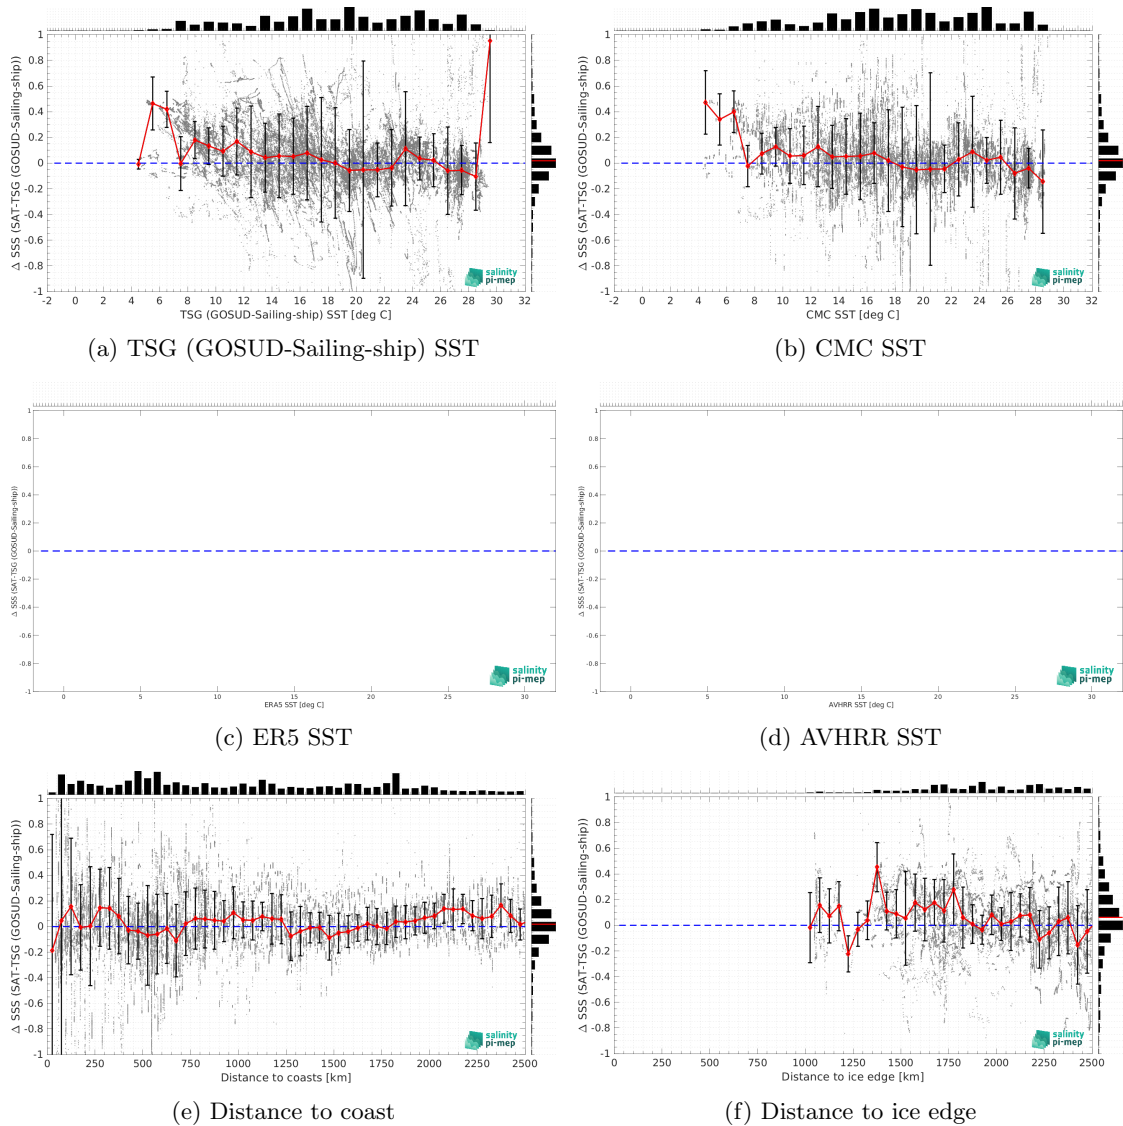 1
0.8
0.6
0.4
0.2
0
-0.2
-0.4
-0.6
-0.8
-1
Δ SSS (SAT-TSG (GOSUD-Sailing-ship))
-2 0 2 4 6 8 10 12 14 16 18 20 22 24 26 28 30 32
TSG (GOSUD-Sailing-ship) SST [deg C]
salinity
pi-mep
(a) TSG (GOSUD-Sailing-ship) SST
1
0.8
0.6
0.4
0.2
0
-0.2
-0.4
-0.6
-0.8
-1
Δ SSS (SAT-TSG (GOSUD-Sailing-ship))
-2 0 2 4 6 8 10 12 14 16 18 20 22 24 26 28 30 32
CMC SST [deg C]
salinity
pi-mep
(b) CMC SST
1
0.8
0.6
0.4
0.2
0
-0.2
-0.4
-0.6
-0.8
-1
Δ SSS (SAT-TSG (GOSUD-Sailing-ship))
0 5 10 15 20 25 30
ERA5 SST [deg C]
salinity
pi-mep
(c) ER5 SST
1
0.8
0.6
0.4
0.2
0
-0.2
-0.4
-0.6
-0.8
-1
Δ SSS (SAT-TSG (GOSUD-Sailing-ship))
0 5 10 15 20 25 30
AVHRR SST [deg C]
salinity
pi-mep
(d) AVHRR SST
1
0.8
0.6
0.4
0.2
0
-0.2
-0.4
-0.6
-0.8
-1
Δ SSS (SAT-TSG (GOSUD-Sailing-ship))
0 250 500 750 1000 1250 1500 1750 2000 2250 2500
Distance to coasts [km]
salinity
pi-mep
(e) Distance to coast
1
0.8
0.6
0.4
0.2
0
-0.2
-0.4
-0.6
-0.8
-1
Δ SSS (SAT-TSG (GOSUD-Sailing-ship))
0 250 500 750 1000 1250 1500 1750 2000 2250 2500
Distance to ice edge [km]
salinity
pi-mep
(f) Distance to ice edge